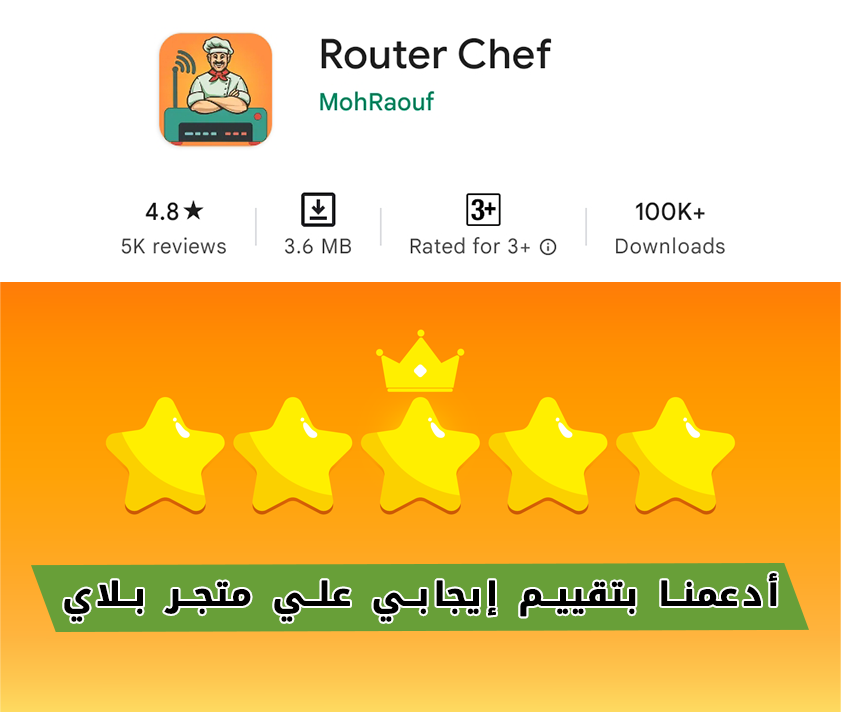 Router Chef
MohRaouf
4.8★
5K reviews
3.6 MB
3+
Rated for 3+
100K+
Downloads
أدعمنا بتقييم إيجابي علي متجر بلاي